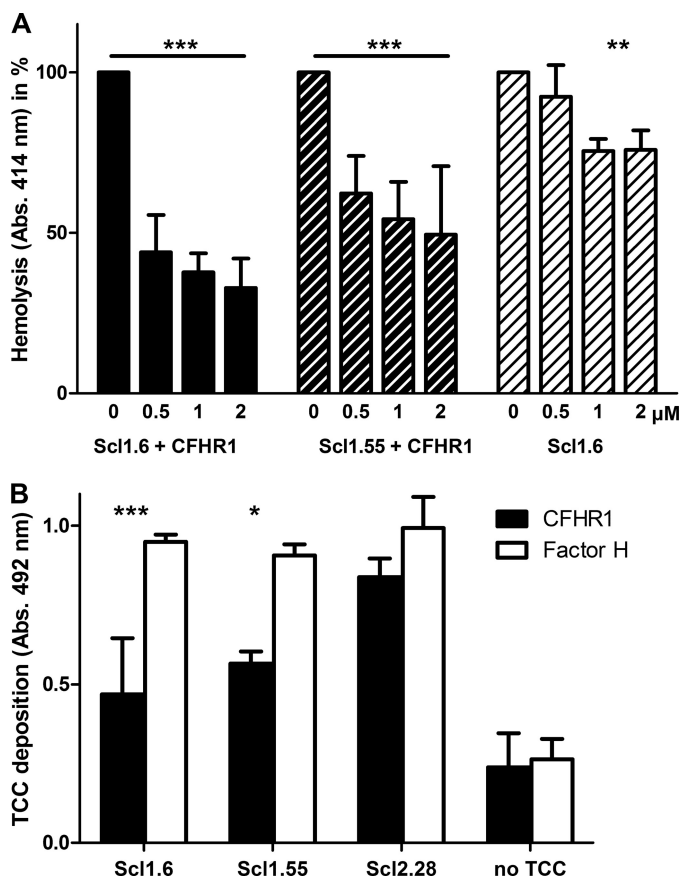 A
*** *** **
Hemolysis (Abs. 414 nm) in %
100
50
0
0 0.5 1 2 0 0.5 1 2 0 0.5 1 2 µM
Scl1.6 + CFHR1 Scl1.55 + CFHR1 Scl1.6
B
*** *
CFHR1
Factor H
TCC deposition (Abs. 492 nm)
1.0
0.5
0.0
Scl1.6 Scl1.55 Scl2.28 no TCC